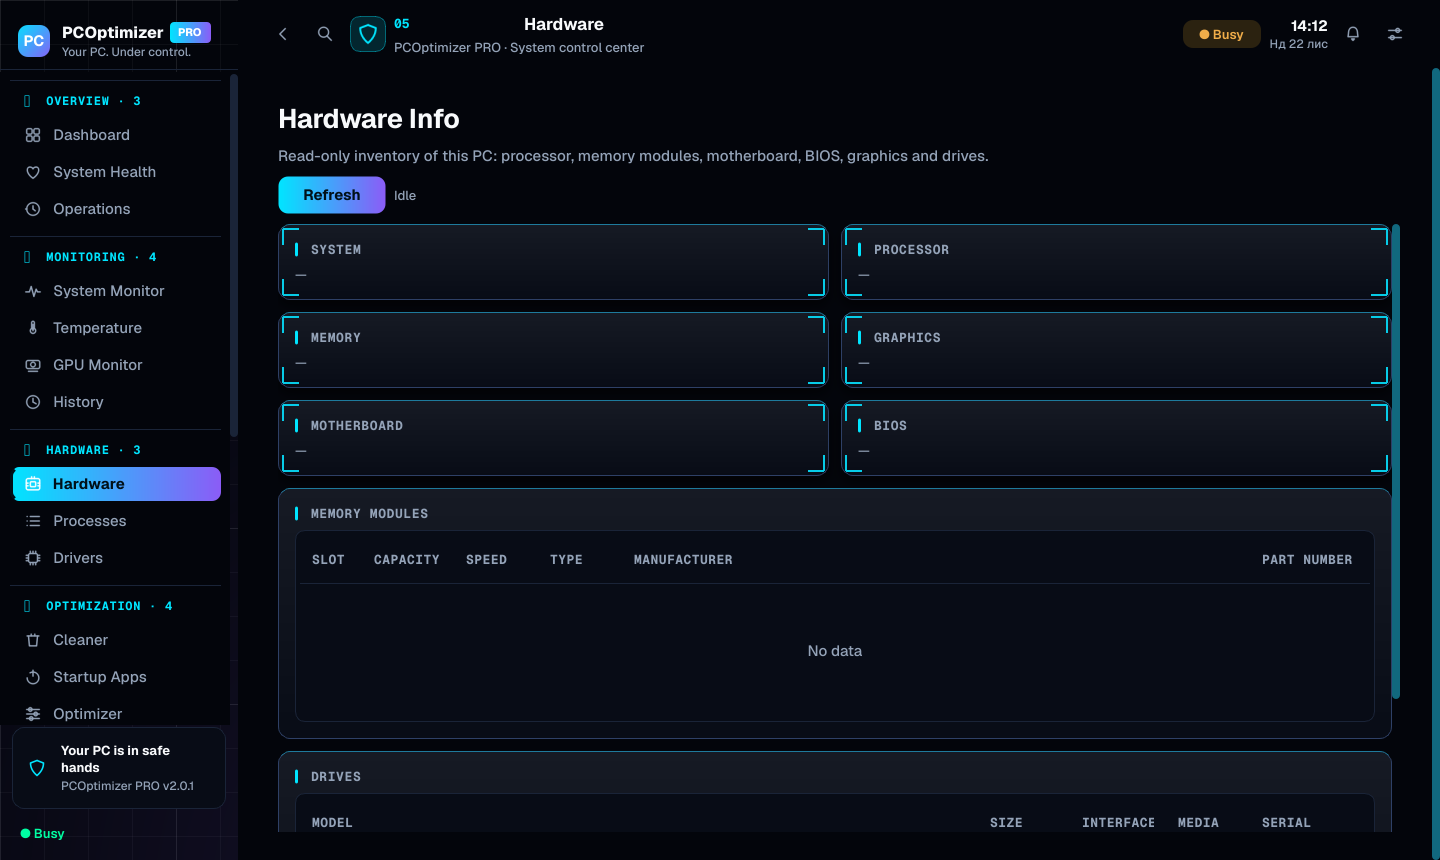 PC
PCOptimizer PRO
Your PC. Under control.
OVERVIEW · 3
Dashboard
System Health
Operations
MONITORING · 4
System Monitor
Temperature
GPU Monitor
History
HARDWARE · 3
Hardware
Processes
Drivers
OPTIMIZATION · 4
Cleaner
Startup Apps
Optimizer
Your PC is in safe
hands
PCOptimizer PRO v2.0.1
Busy
05
Hardware
PCOptimizer PRO · System control center
Busy
14:12
Нд 22 лис
Hardware Info
Read-only inventory of this PC: processor, memory modules, motherboard, BIOS, graphics and drives.
Refresh
Idle
SYSTEM
—
PROCESSOR
—
MEMORY
—
GRAPHICS
—
MOTHERBOARD
—
BIOS
—
MEMORY MODULES
SLOT CAPACITY SPEED TYPE MANUFACTURER PART NUMBER
No data
DRIVES
MODEL SIZE INTERFACE MEDIA SERIAL